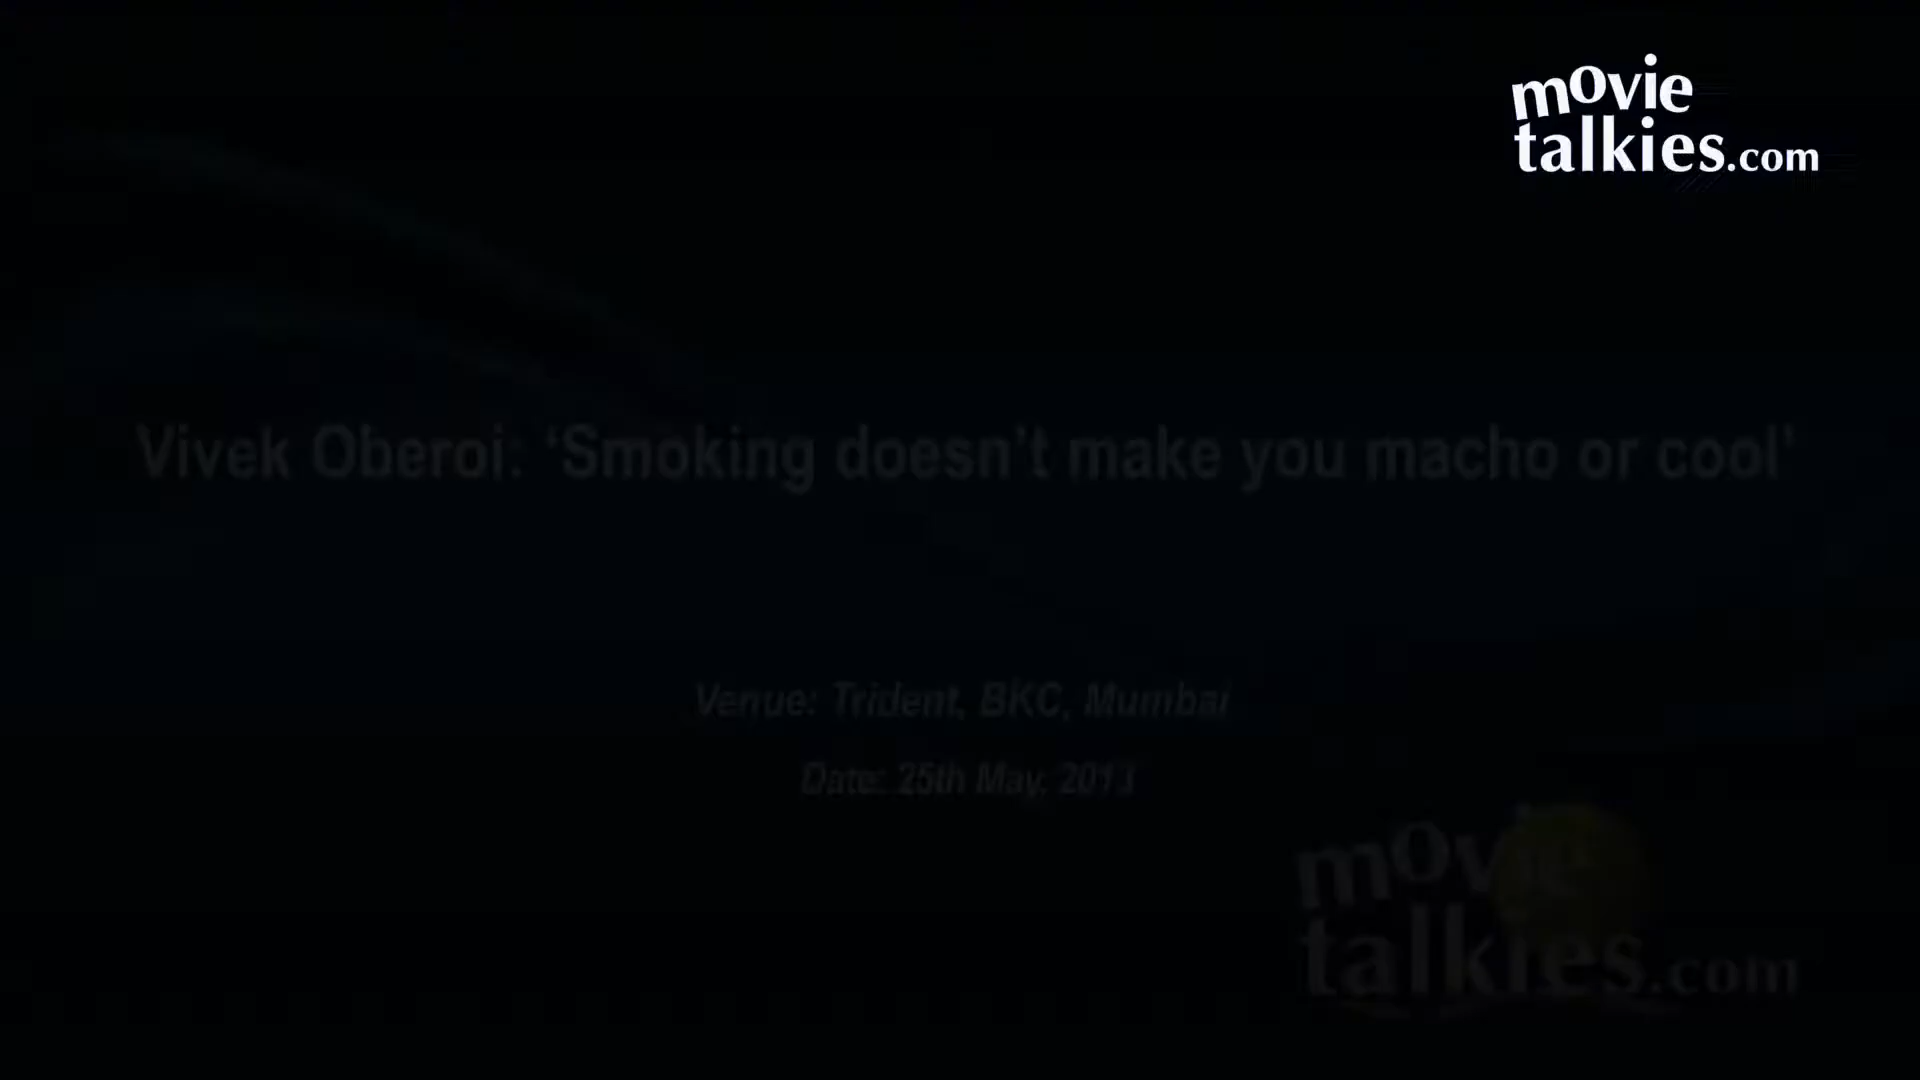 movie
talkies.com
Vivek Oberoi: ‘Smoking doesn’t make you macho or cool’
Venue: Trident, BKC, Mumbai
Date: 25th May, 2013
movie
talkies.com